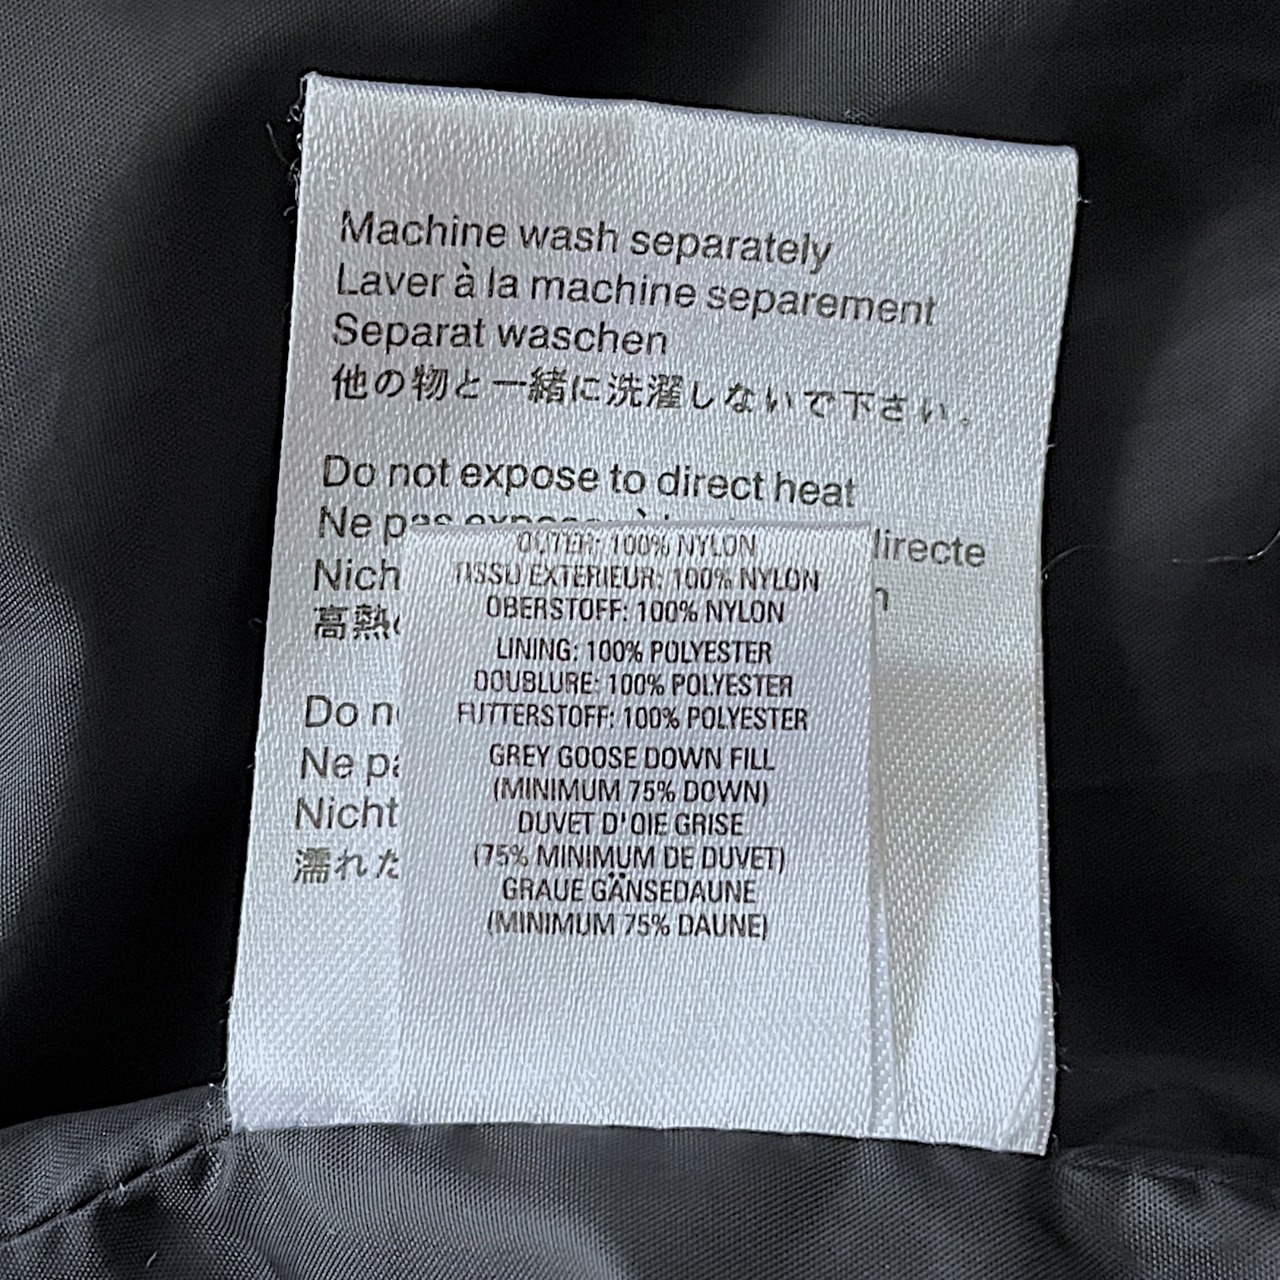 Machine wash separately
Laver à la machine separement
Separat waschen
他の物と一緒に洗濯しないで下さい。
Do not expose to direct heat
Ne pas directe
Nich
高熱
Do
Ne
Nicht
濡れた
OUTER: 100% NYLON
TISSU EXTERIEUR: 100% NYLON
OBERSTOFF: 100% NYLON
LINING: 100% POLYESTER
DOUBLURE: 100% POLYESTER
FUTTERSTOFF: 100% POLYESTER
GREY GOOSE DOWN FILL
(MINIMUM 75% DOWN)
DUVET D'OIE GRISE
(75% MINIMUM DE DUVET)
GRAUE GÄNSEDAUNE
(MINIMUM 75% DAUNE)